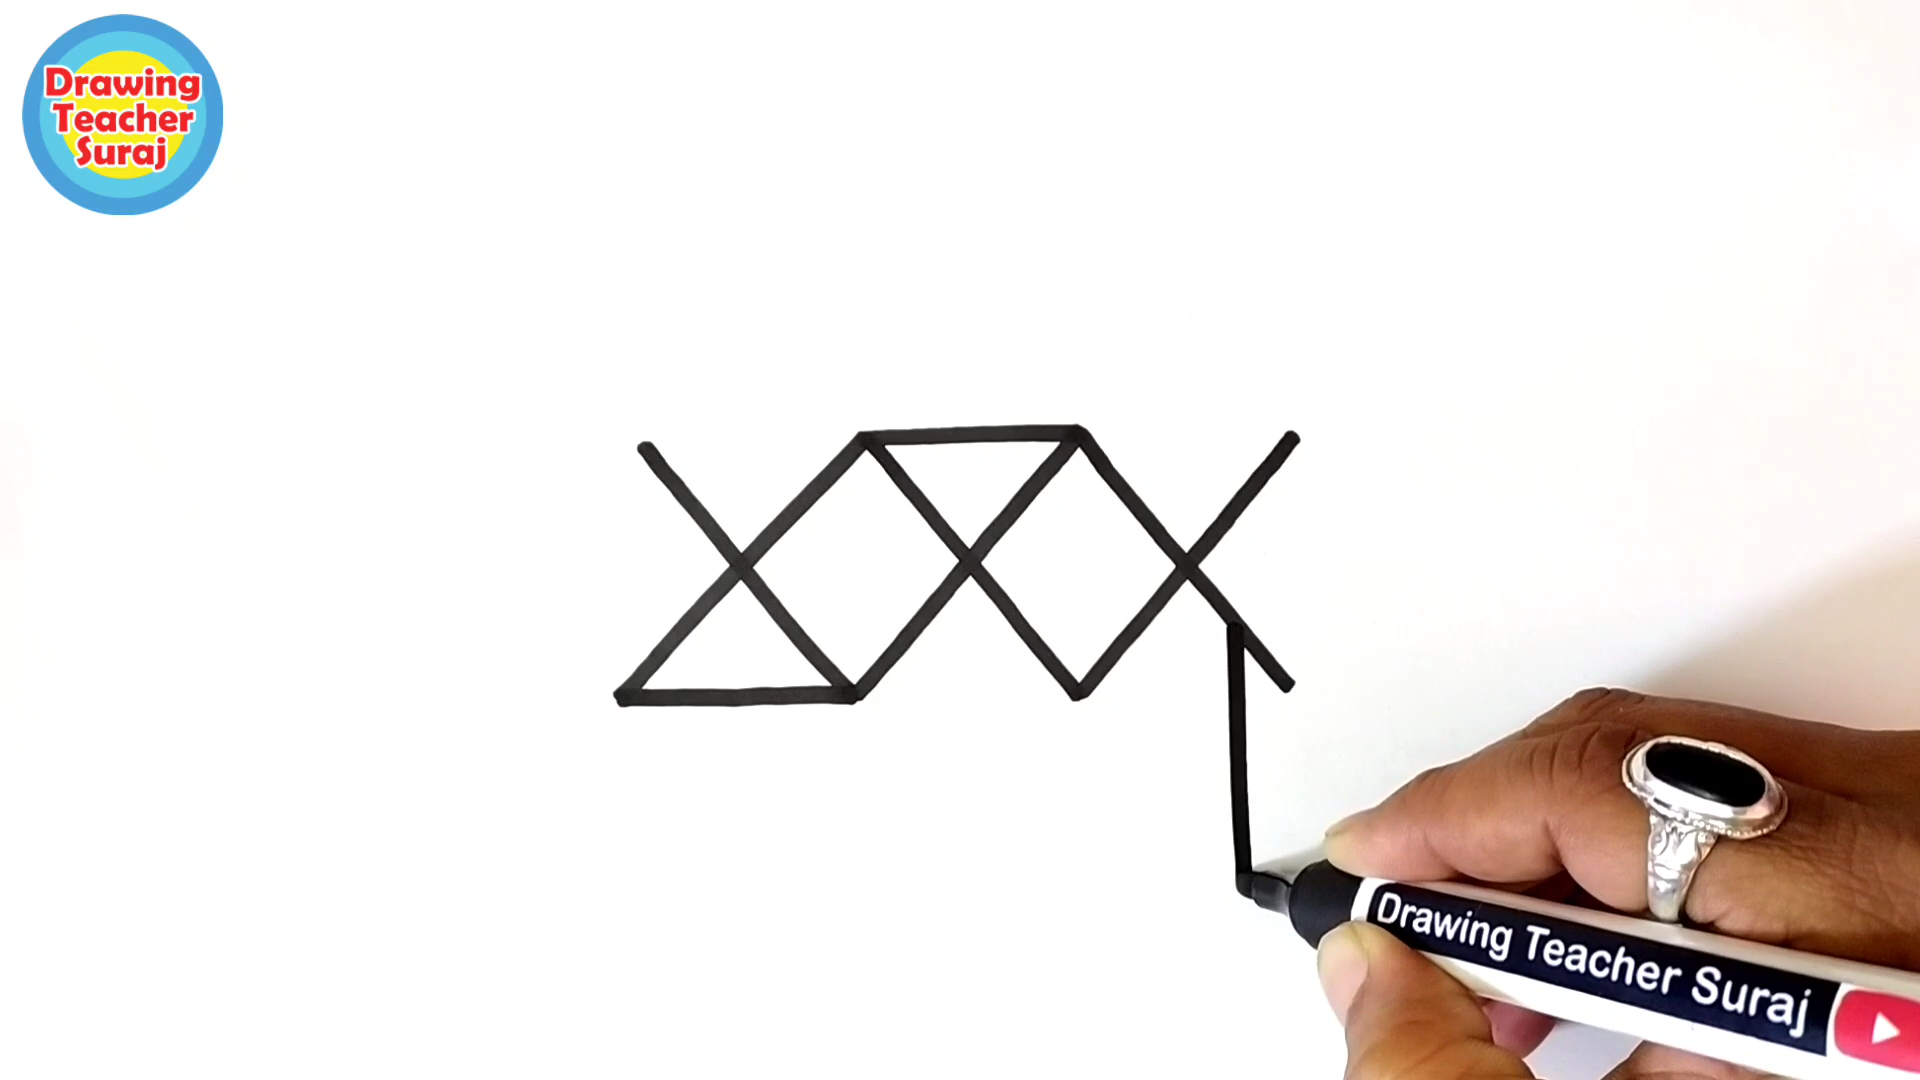 Drawing
Teacher
Suraj
Drawing Teacher Suraj